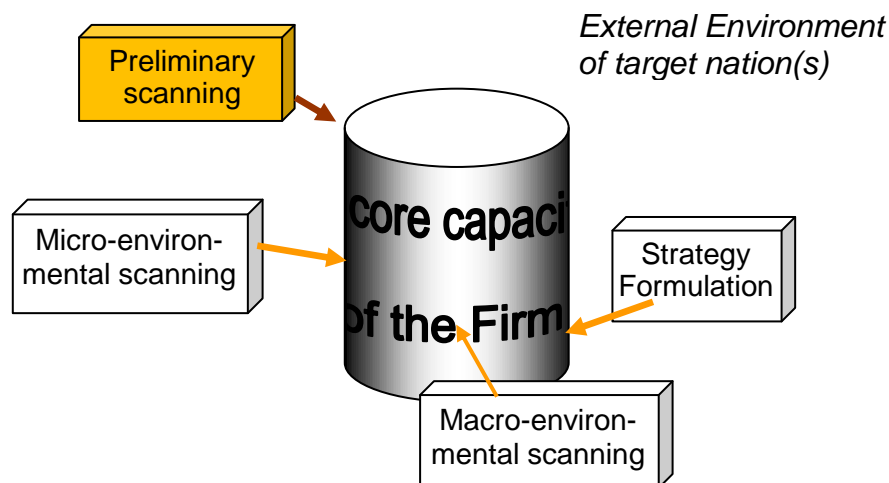 External Environment
of target nation(s)
Preliminary
scanning
core capacit
of the Firm
Micro-environ-
mental scanning
Strategy
Formulation
Macro-environ-
mental scanning